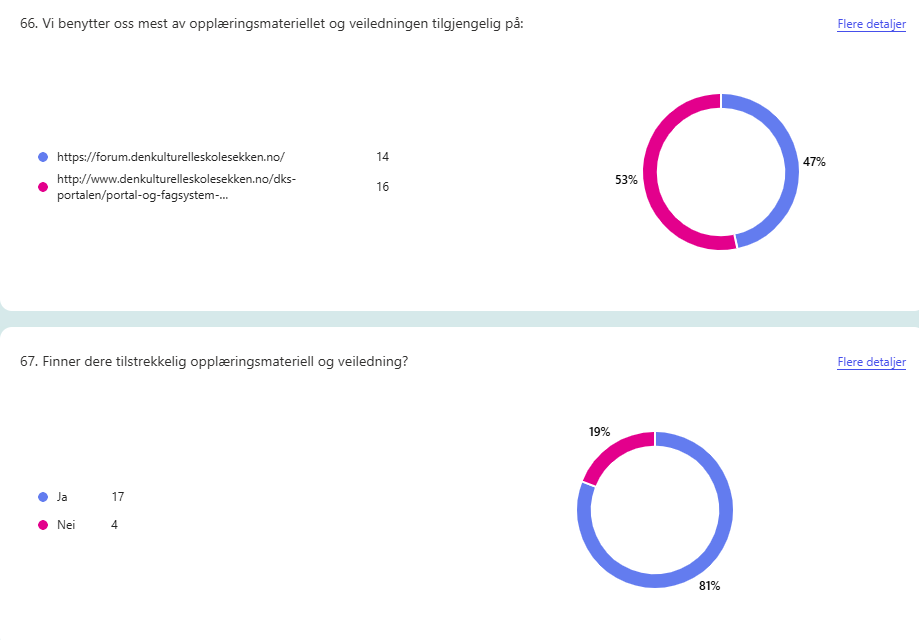 66. Vi benytter oss mest av opplæringsmateriellet og veiledningen tilgjengelig på:
Flere detaljer
https://forum.denkulturelleskolesekken.no/ 14
http://www.denkulturelleskolesekken.no/dks-
portalen/portal-og-fagsystem-... 16
47%
53%
67. Finner dere tilstrekkelig opplæringsmateriell og veiledning?
Flere detaljer
Ja 17
Nei 4
19%
81%